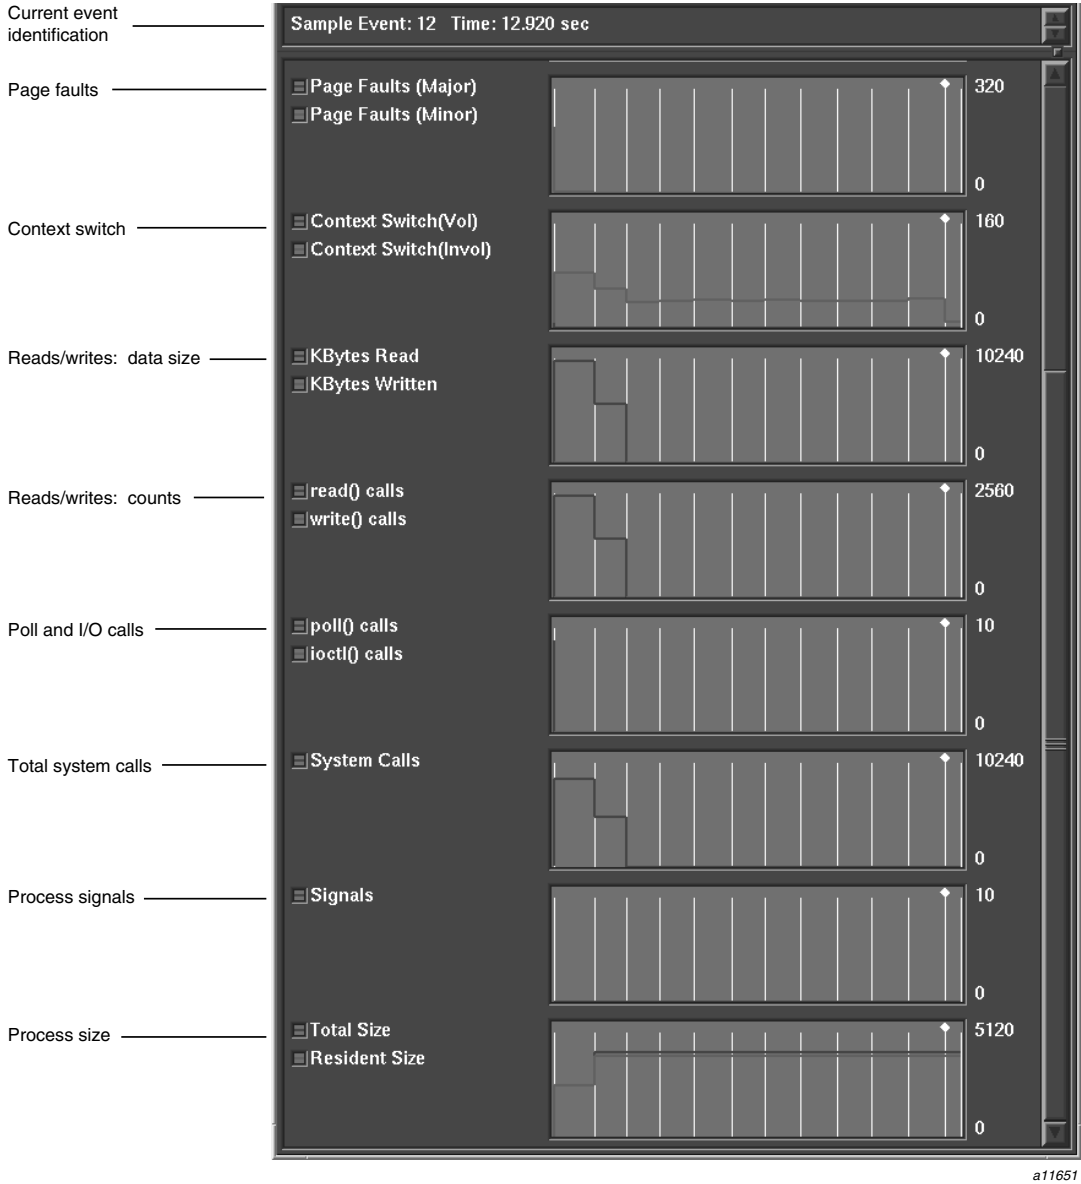 Current event
identification
Sample Event: 12 Time: 12.920 sec
Page faults
Page Faults (Major)
Page Faults (Minor)
320
0
Context switch
Context Switch(Vol)
Context Switch(Invol)
160
0
Reads/writes: data size
KBytes Read
KBytes Written
10240
0
Reads/writes: counts
read() calls
write() calls
2560
0
Poll and I/O calls
poll() calls
ioctl() calls
10
0
Total system calls
System Calls
10240
0
Process signals
Signals
10
0
Process size
Total Size
Resident Size
5120
0
a11651